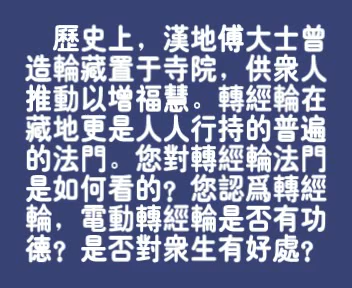 歷史上，漢地傅大士曾
造輪藏置于寺院，供衆人
推動以增福慧。轉經輪在
藏地更是人人行持的普遍
的法門。您對轉經輪法門
是如何看的？您認爲轉經
輪，電動轉經輪是否有功
德？是否對衆生有好處？